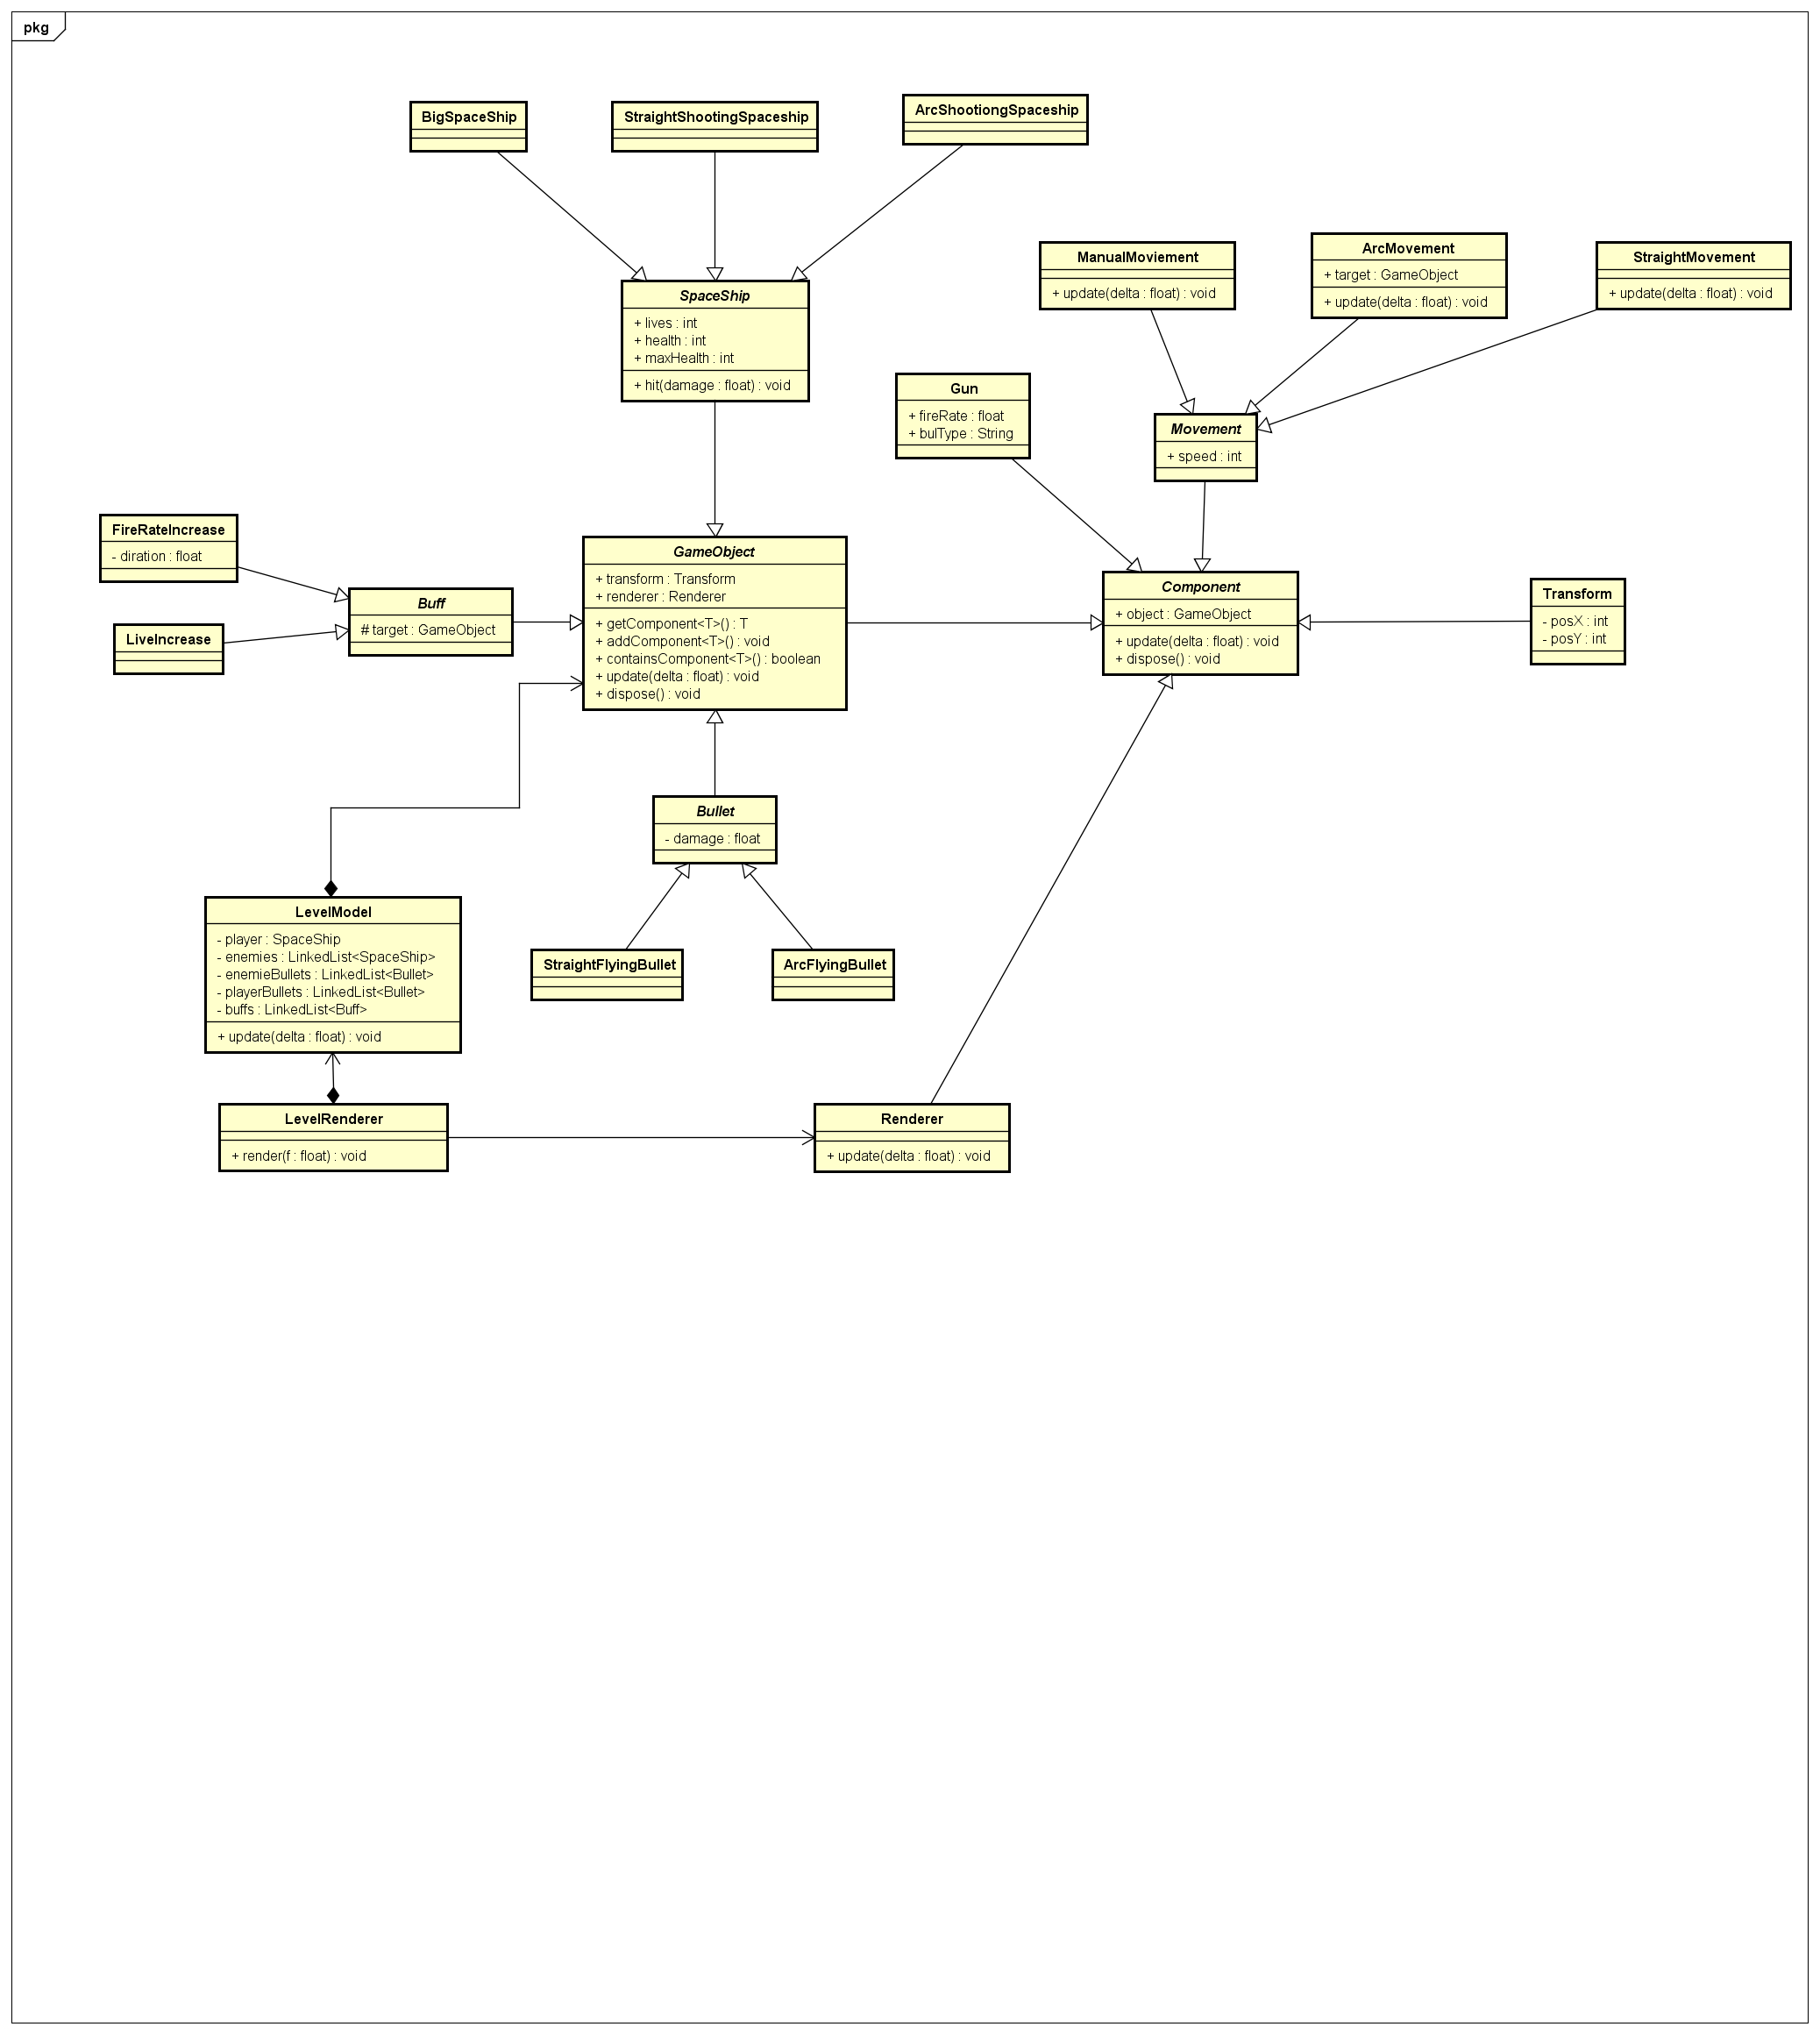 pkg
BigSpaceShip
StraightShootingSpaceship
ArcShootiongSpaceship
ManualMoviement
+ update(delta : float) : void
ArcMovement
+ target : GameObject
+ update(delta : float) : void
StraightMovement
+ update(delta : float) : void
SpaceShip
+ lives : int
+ health : int
+ maxHealth : int
+ hit(damage : float) : void
Gun
+ fireRate : float
+ bulType : String
Movement
+ speed : int
FireRateIncrease
- diration : float
LiveIncrease
Buff
# target : GameObject
GameObject
+ transform : Transform
+ renderer : Renderer
+ getComponent<T>() : T
+ addComponent<T>() : void
+ containsComponent<T>() : boolean
+ update(delta : float) : void
+ dispose() : void
Component
+ object : GameObject
+ update(delta : float) : void
+ dispose() : void
Transform
- posX : int
- posY : int
Bullet
- damage : float
StraightFlyingBullet
ArcFlyingBullet
LevelModel
- player : SpaceShip
- enemies : LinkedList<SpaceShip>
- enemieBullets : LinkedList<Bullet>
- playerBullets : LinkedList<Bullet>
- buffs : LinkedList<Buff>
+ update(delta : float) : void
LevelRenderer
+ render(f : float) : void
Renderer
+ update(delta : float) : void